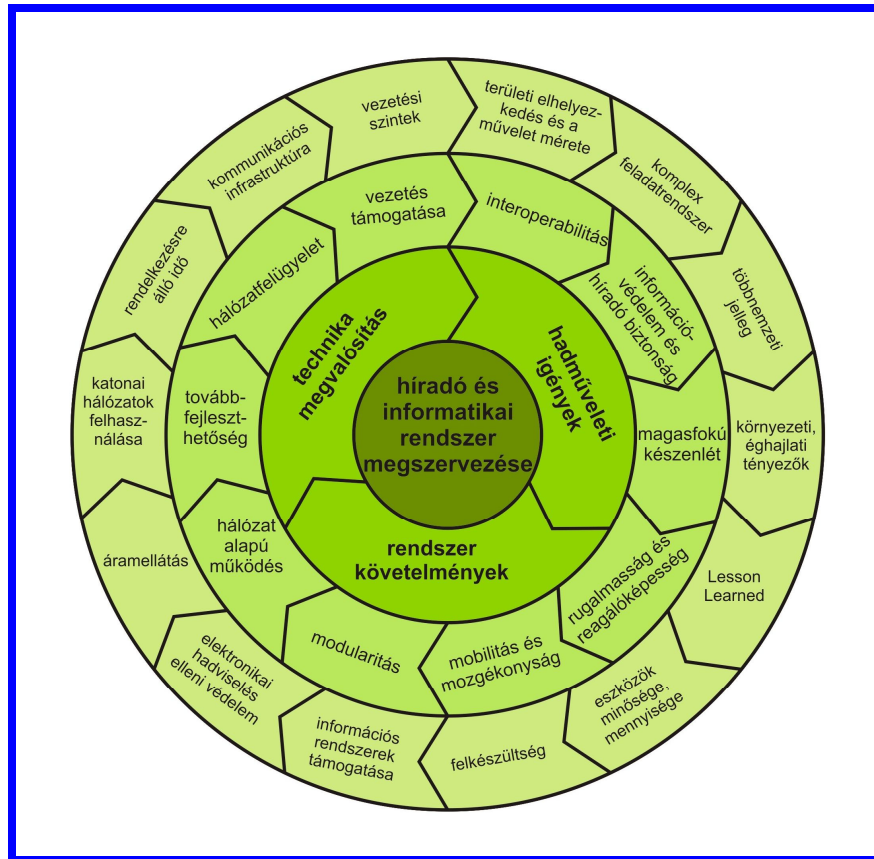 híradó és
informatikai
rendszer
megszervezése
hadműveleti
igények
rendszer
követelmények
technika
megvalósítás
interoperabilitás
információ-
védelem és
híradó biztonság
magasfokú
készenlét
rugalmasság és
reagálóképesség
mobilitás és
mozgékonyság
modularitás
hálózat
alapú
működés
tovább-
fejleszt-
hetőség
hálózatfelügyelet
vezetés
támogatása
területi elhelyez-
kedés és a
művelet mérete
komplex
feladatrendszer
többnemzeti
jelleg
környezeti,
éghajlati
tényezők
Lesson
Learned
eszközök
minősége,
mennyisége
felkészültség
információs
rendszerek
támogatása
elektronikai
hadviselés
elleni védelem
áramellátás
katonai
hálózatok
felhasz-
nálása
rendelkezésre
álló idő
kommunikációs
infrastruktúra
vezetési
szintek